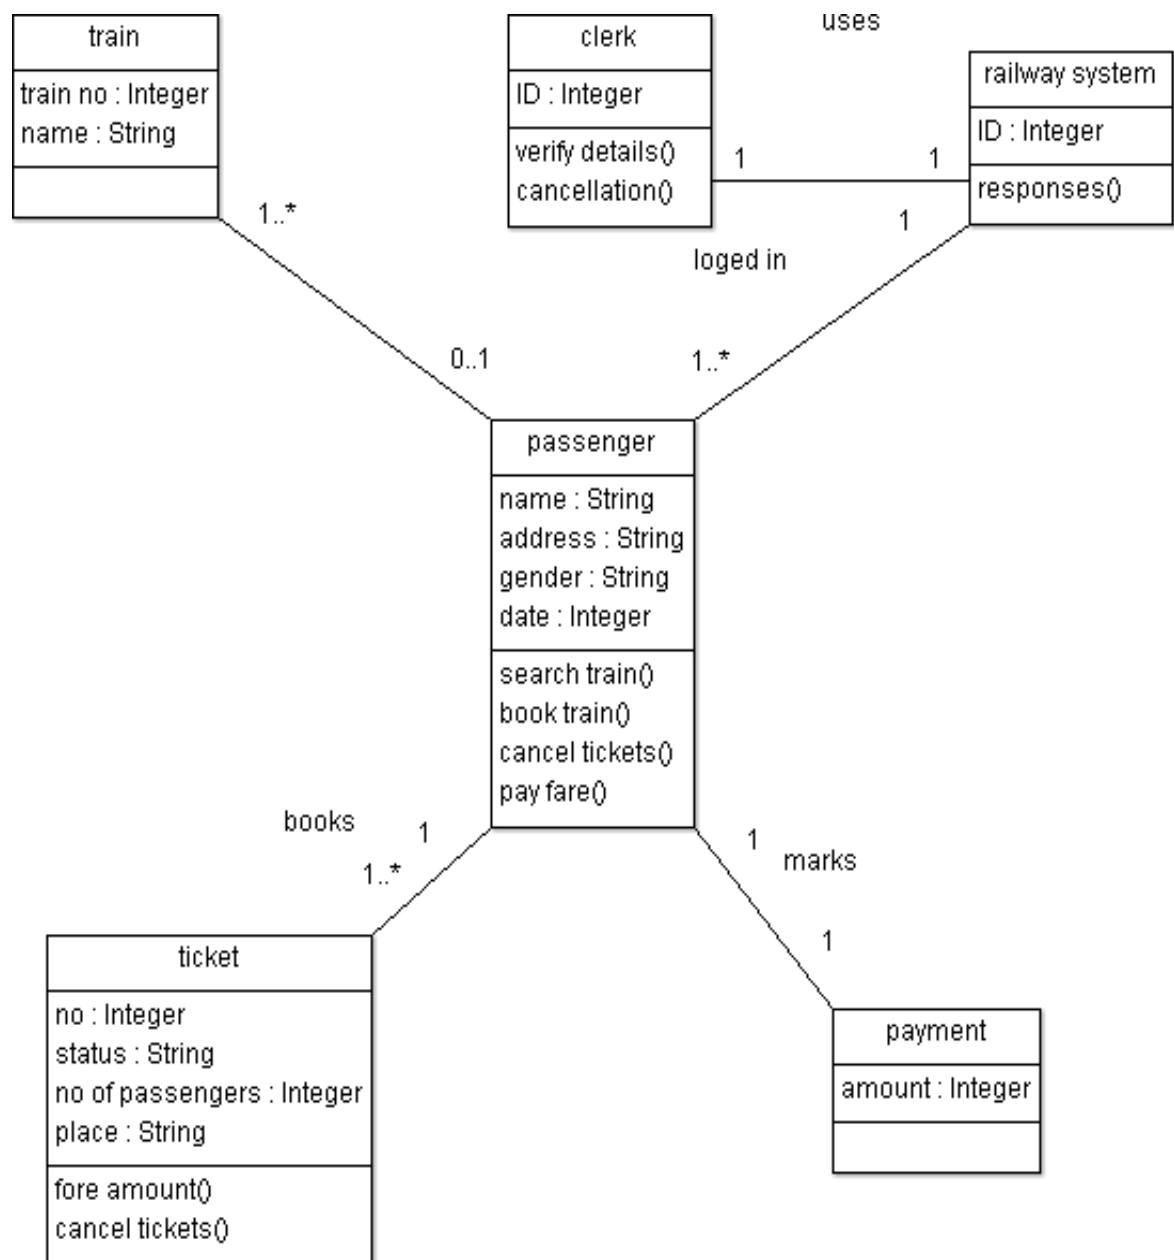 train
train no : Integer
name : String
1..*
clerk
ID : Integer
verify details()
cancellation()
uses
1
1
railway system
ID : Integer
responses()
1
loged in
1..*
0..1
passenger
name : String
address : String
gender : String
date : Integer
search train()
book train()
cancel tickets()
pay fare()
books
1
1..*
1
marks
1
ticket
no : Integer
status : String
no of passengers : Integer
place : String
fore amount()
cancel tickets()
payment
amount : Integer